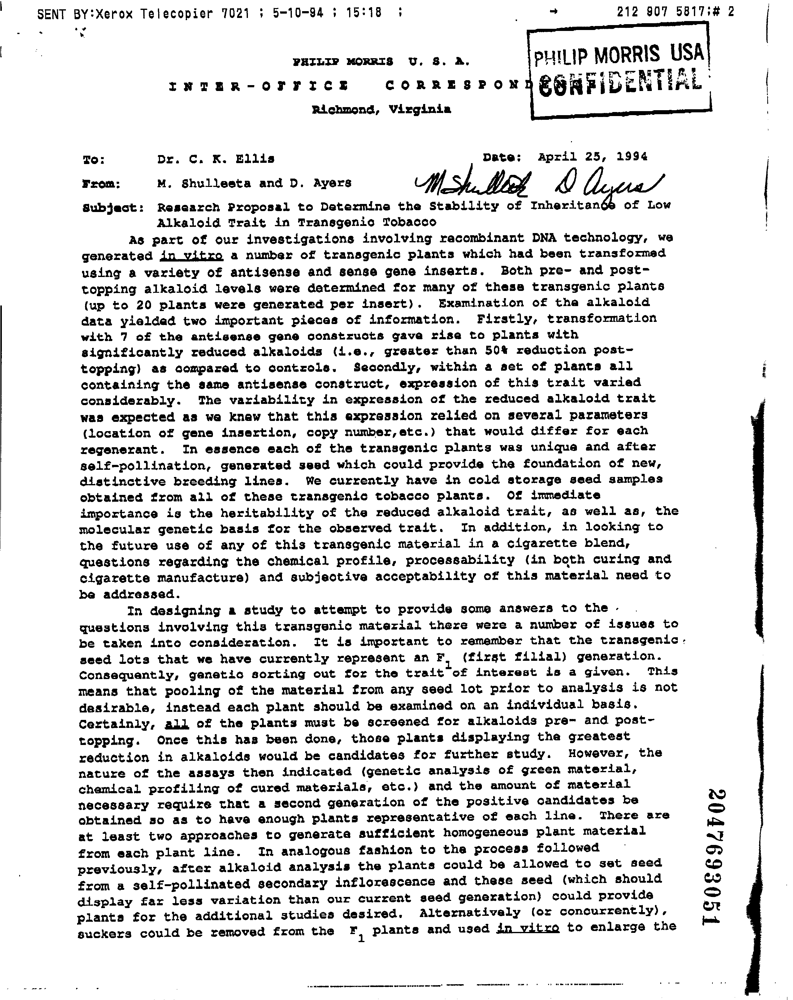 SENT BY:Xerox Telecopier 7021 ; 5-10-94 ; 15:18 ; → 212 907 5817;# 2
PHILIP MORRIS USA
CONFIDENTIAL
PHILIP MORRIS U. S. A.
INTER-OFFICE CORRESPOND
Richmond, Virginia
To: Dr. C. K. Ellis Date: April 25, 1994
From: M. Shulleeta and D. Ayers
Subject: Research Proposal to Determine the Stability of Inheritance of Low
Alkaloid Trait in Transgenic Tobacco
As part of our investigations involving recombinant DNA technology, we
generated in vitro a number of transgenic plants which had been transformed
using a variety of antisense and sense gene inserts. Both pre- and post-
topping alkaloid levels were determined for many of these transgenic plants
(up to 20 plants were generated per insert). Examination of the alkaloid
data yielded two important pieces of information. Firstly, transformation
with 7 of the antisense gene constructs gave rise to plants with
significantly reduced alkaloids (i.e., greater than 50% reduction post-
topping) as compared to controls. Secondly, within a set of plants all
containing the same antisense construct, expression of this trait varied
considerably. The variability in expression of the reduced alkaloid trait
was expected as we knew that this expression relied on several parameters
(location of gene insertion, copy number,etc.) that would differ for each
regenerant. In essence each of the transgenic plants was unique and after
self-pollination, generated seed which could provide the foundation of new,
distinctive breeding lines. We currently have in cold storage seed samples
obtained from all of these transgenic tobacco plants. Of immediate
importance is the heritability of the reduced alkaloid trait, as well as, the
molecular genetic basis for the observed trait. In addition, in looking to
the future use of any of this transgenic material in a cigarette blend,
questions regarding the chemical profile, processability (in both curing and
cigarette manufacture) and subjective acceptability of this material need to
be addressed.
In designing a study to attempt to provide some answers to the
questions involving this transgenic material there were a number of issues to
be taken into consideration. It is important to remember that the transgenic
seed lots that we have currently represent an F1 (first filial) generation.
Consequently, genetic sorting out for the trait of interest is a given. This
means that pooling of the material from any seed lot prior to analysis is not
desirable, instead each plant should be examined on an individual basis.
Certainly, all of the plants must be screened for alkaloids pre- and post-
topping. Once this has been done, those plants displaying the greatest
reduction in alkaloids would be candidates for further study. However, the
nature of the assays then indicated (genetic analysis of green material,
chemical profiling of cured materials, etc.) and the amount of material
necessary require that a second generation of the positive candidates be
obtained so as to have enough plants representative of each line. There are
at least two approaches to generate sufficient homogeneous plant material
from each plant line. In analogous fashion to the process followed
previously, after alkaloid analysis the plants could be allowed to set seed
from a self-pollinated secondary inflorescence and these seed (which should
display far less variation than our current seed generation) could provide
plants for the additional studies desired. Alternatively (or concurrently),
suckers could be removed from the F1 plants and used in vitro to enlarge the
2047693051